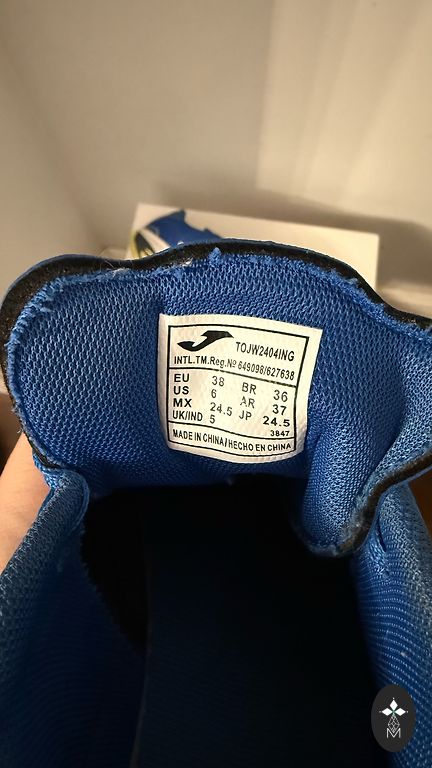 TOJW2404ING
INTL.TM.Reg.Nº 649098/627638
EU 38 BR 36
US 6 AR 37
MX 24.5 JP 24.5
UK/IND 5
3847
MADE IN CHINA/HECHO EN CHINA
M